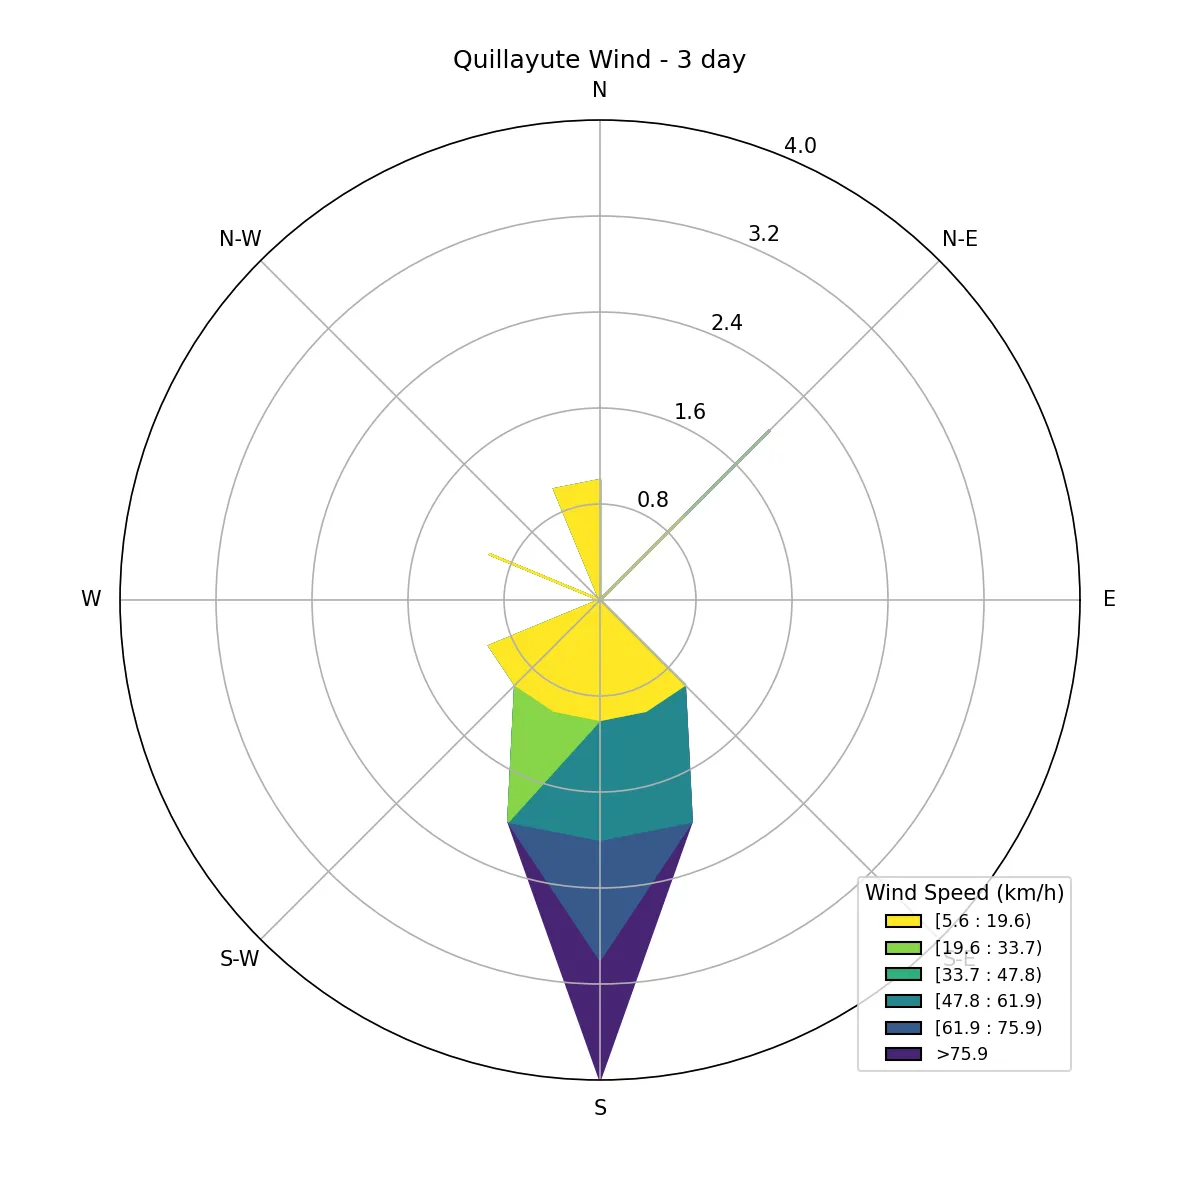 Quillayute Wind - 3 day
N
4.0
N-W
3.2
N-E
2.4
1.6
0.8
W
E
Wind Speed (km/h)
[5.6 : 19.6)
[19.6 : 33.7)
S-W
S-E
[33.7 : 47.8)
[47.8 : 61.9)
[61.9 : 75.9)
>75.9
S